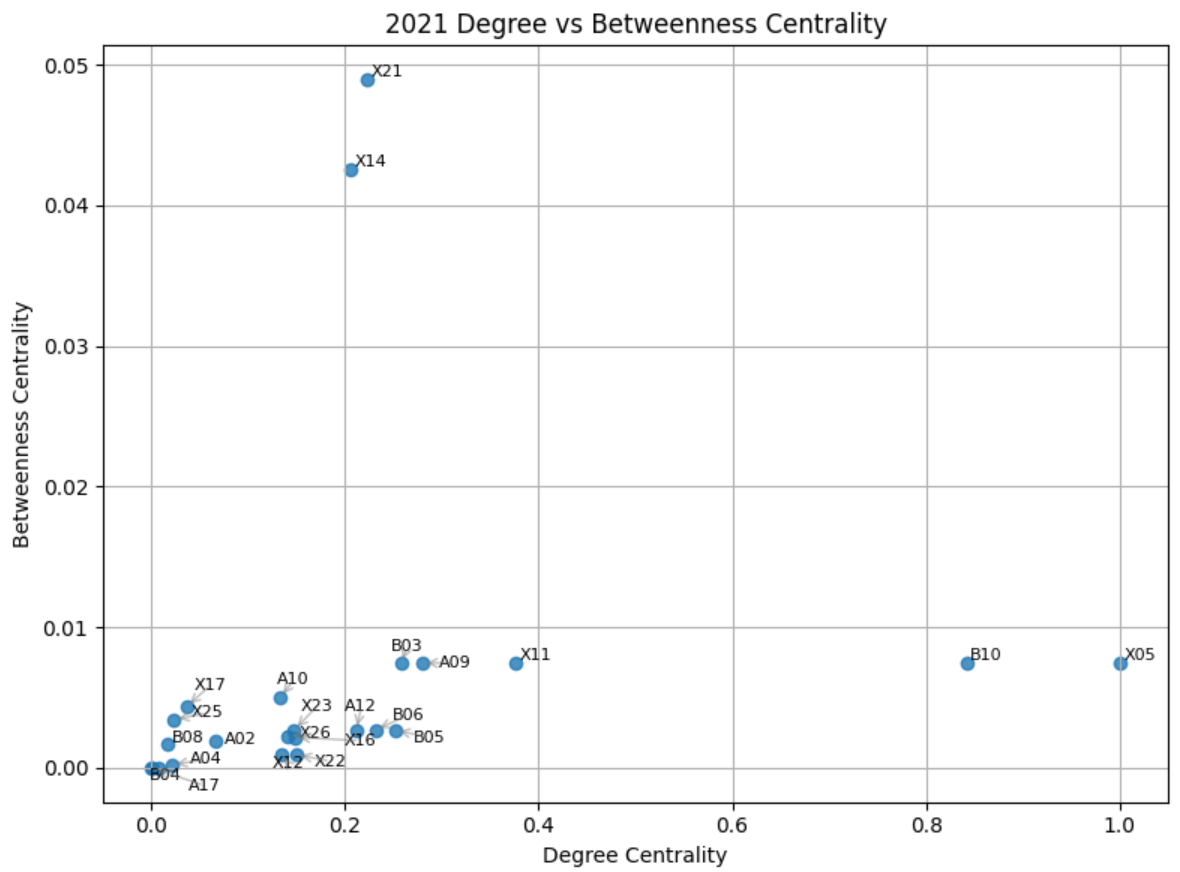 2021 Degree vs Betweenness Centrality
0.05
X21
X14
0.04
Betweenness Centrality
0.03
0.02
0.01
B03
A09
X11
B10
X05
A10
X17
X25
X23
A12
B06
B08
A02
X26
X16
B05
A04
X12
X22
0.00
B04
A17
0.0 0.2 0.4 0.6 0.8 1.0
Degree Centrality